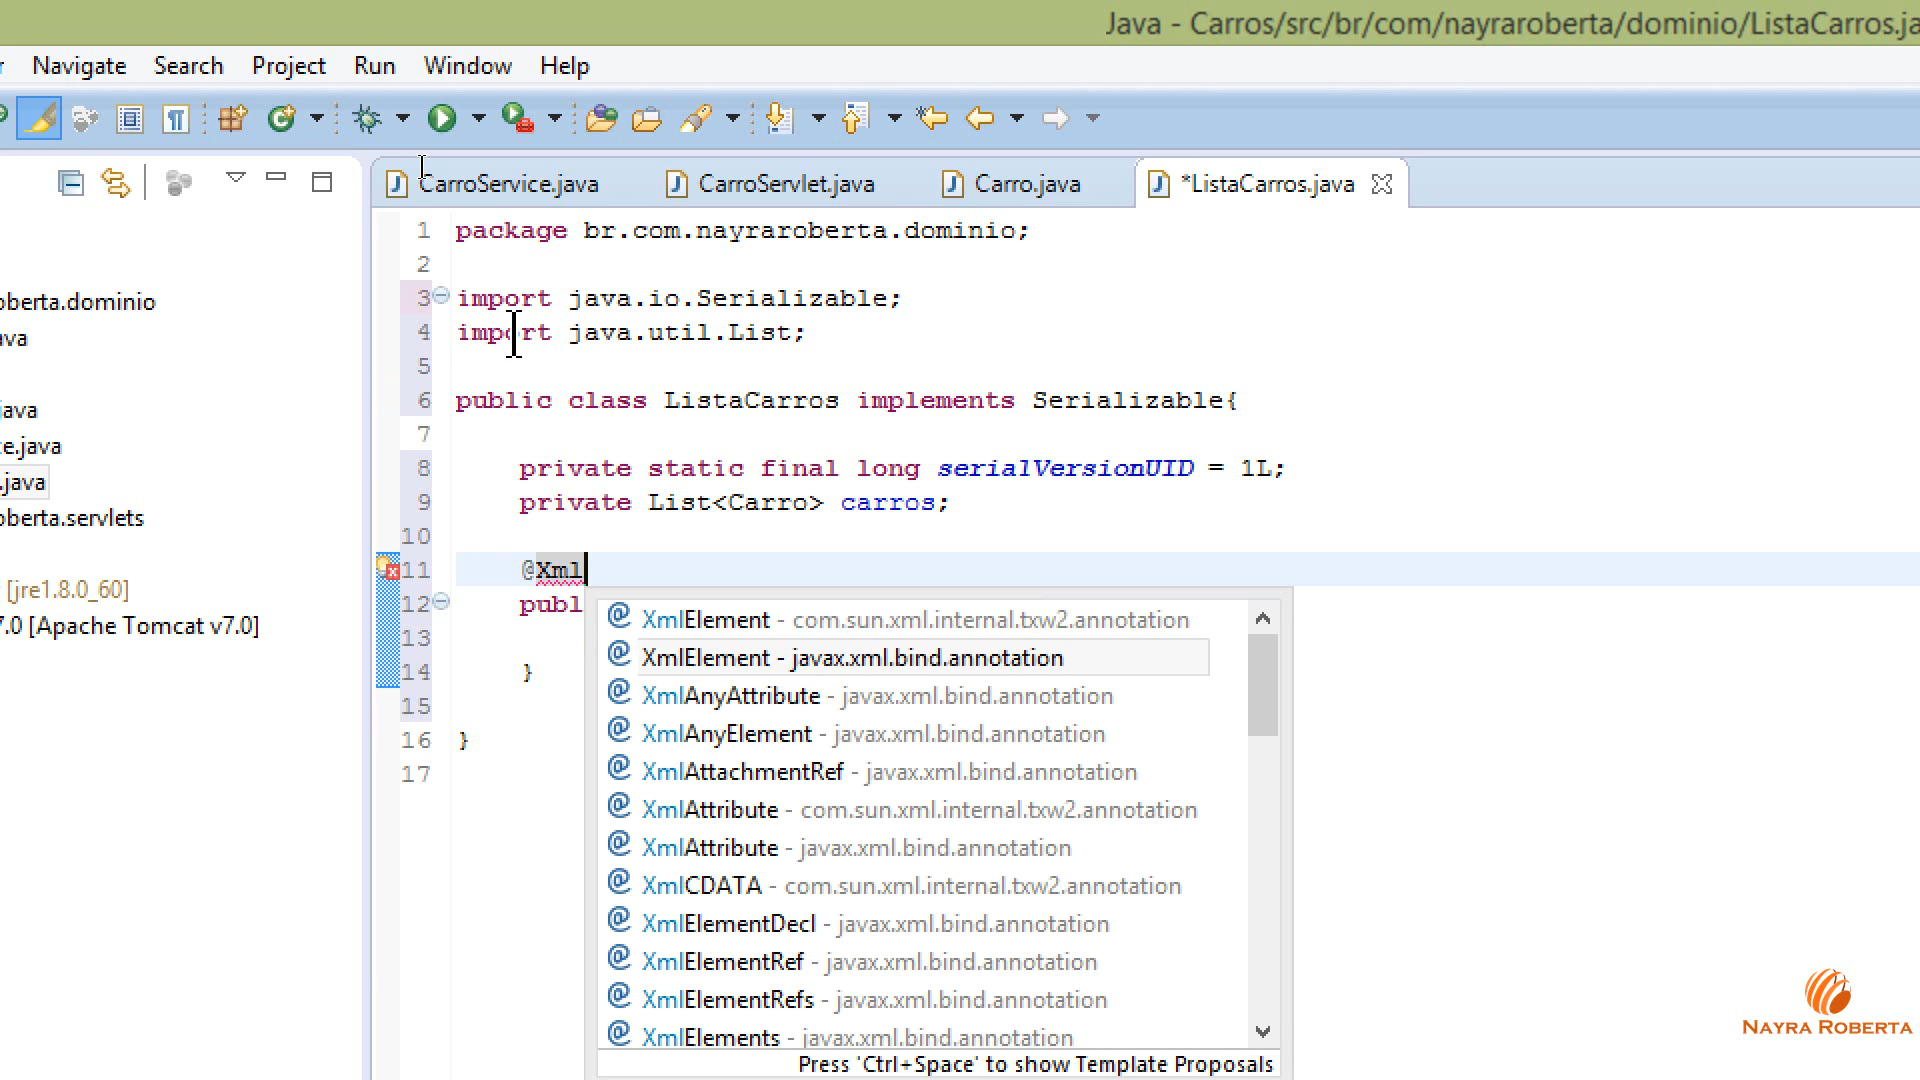 Java - Carros/src/br/com/nayraroberta/dominio/ListaCarros.ja
r Navigate Search Project Run Window Help
CarroService.java CarroServlet.java Carro.java *ListaCarros.java
1 package br.com.nayraroberta.dominio;
2
3 import java.io.Serializable;
4 import java.util.List;
5
6 public class ListaCarros implements Serializable{
7
8 private static final long serialVersionUID = 1L;
9 private List<Carro> carros;
10
11 @Xml
12 publ
13
14 }
15
16 }
17
oberta.dominio
ava
java
e.java
.java
oberta.servlets
[jre1.8.0_60]
7.0 [Apache Tomcat v7.0]
XmlElement - com.sun.xml.internal.txw2.annotation
XmlElement - javax.xml.bind.annotation
XmlAnyAttribute - javax.xml.bind.annotation
XmlAnyElement - javax.xml.bind.annotation
XmlAttachmentRef - javax.xml.bind.annotation
XmlAttribute - com.sun.xml.internal.txw2.annotation
XmlAttribute - javax.xml.bind.annotation
XmlCDATA - com.sun.xml.internal.txw2.annotation
XmlElementDecl - javax.xml.bind.annotation
XmlElementRef - javax.xml.bind.annotation
XmlElementRefs - javax.xml.bind.annotation
XmlElements - javax.xml.bind.annotation
Press 'Ctrl+Space' to show Template Proposals
NAYRA ROBERTA